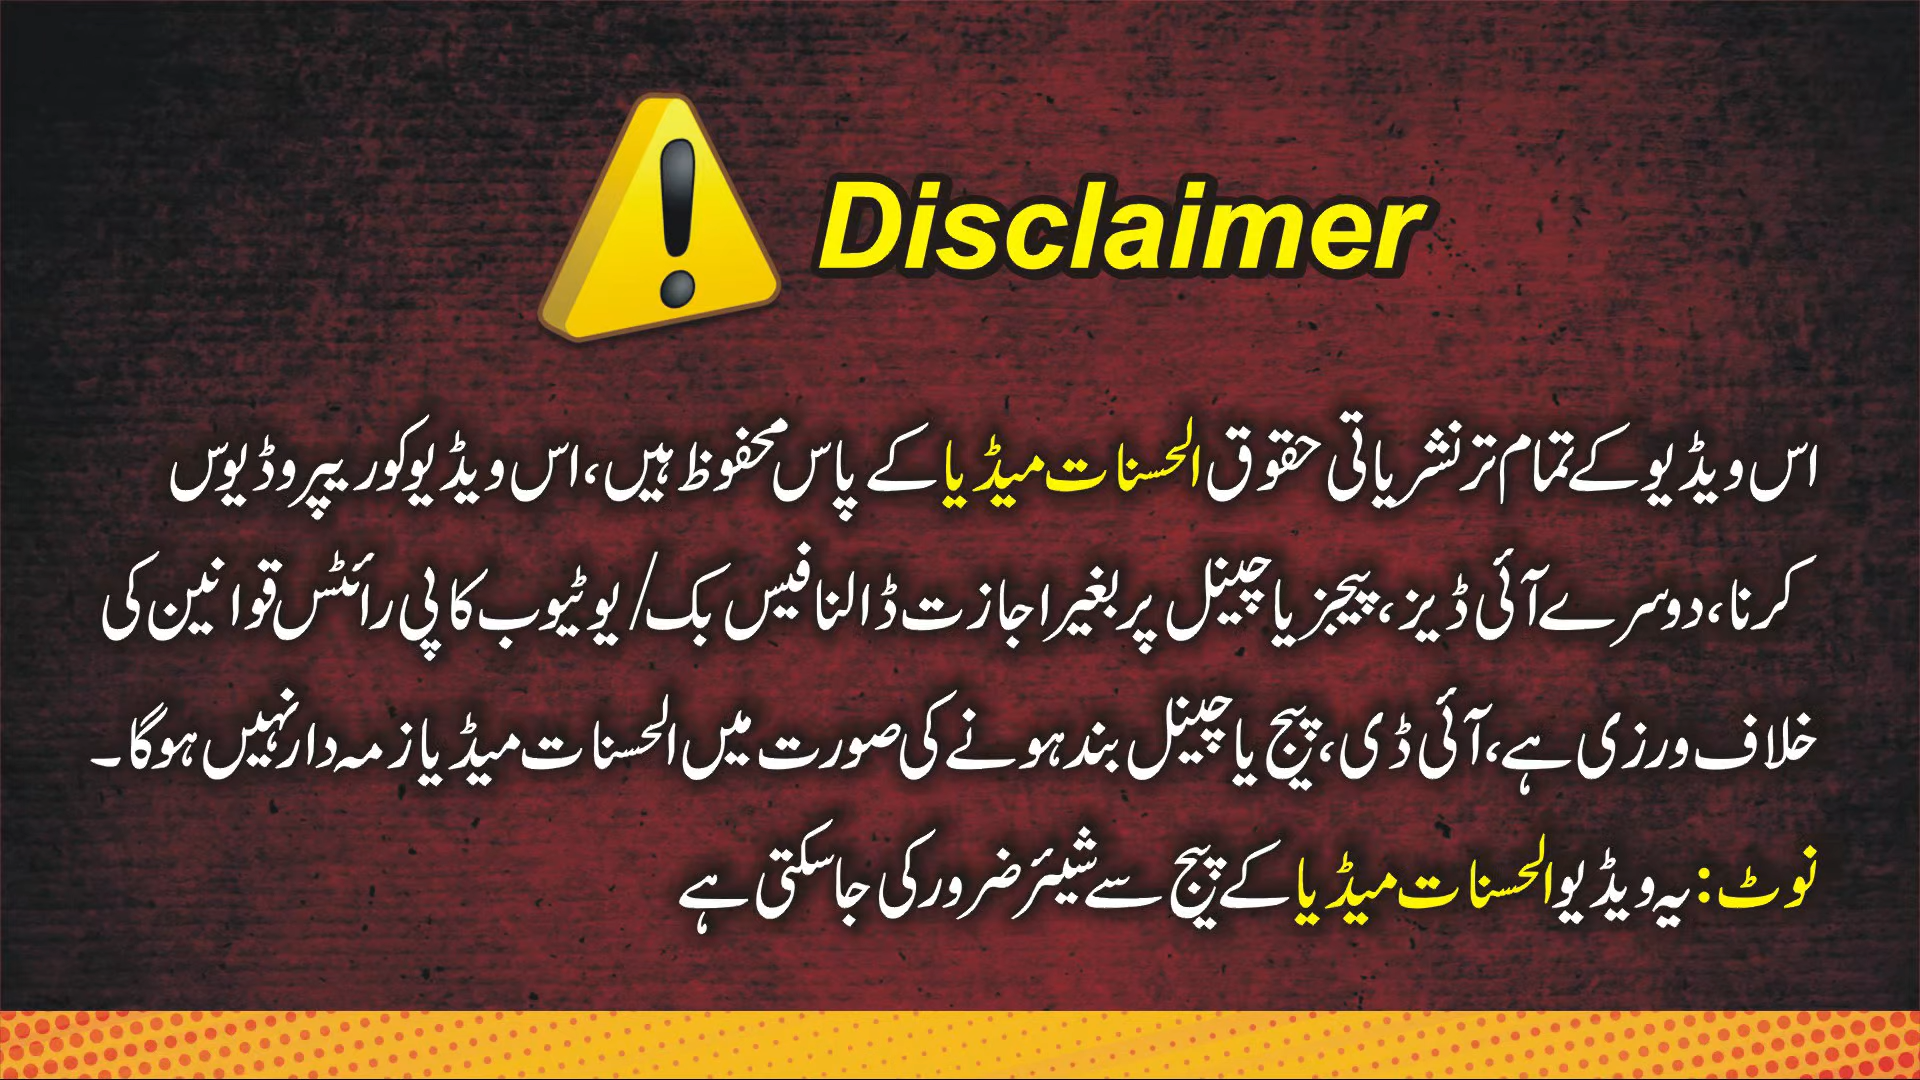 Disclaimer
اس ویڈیو کے تمام تر نشریاتی حقوق الحسنات میڈیا کے پاس محفوظ ہیں، اس ویڈیو کو ریپروڈیوس
کرنا، دوسرے آئی ڈیز، پیجز یا چینل پر بغیر اجازت ڈالنا فیس بک/ یوٹیوب کاپی رائٹس قوانین کی
خلاف ورزی ہے، آئی ڈی، پیج یا چینل بند ہونے کی صورت میں الحسنات میڈیا زمہ دار نہیں ہوگا۔
نوٹ: یہ ویڈیو الحسنات میڈیا کے پیج سے شیئر ضرور کی جاسکتی ہے